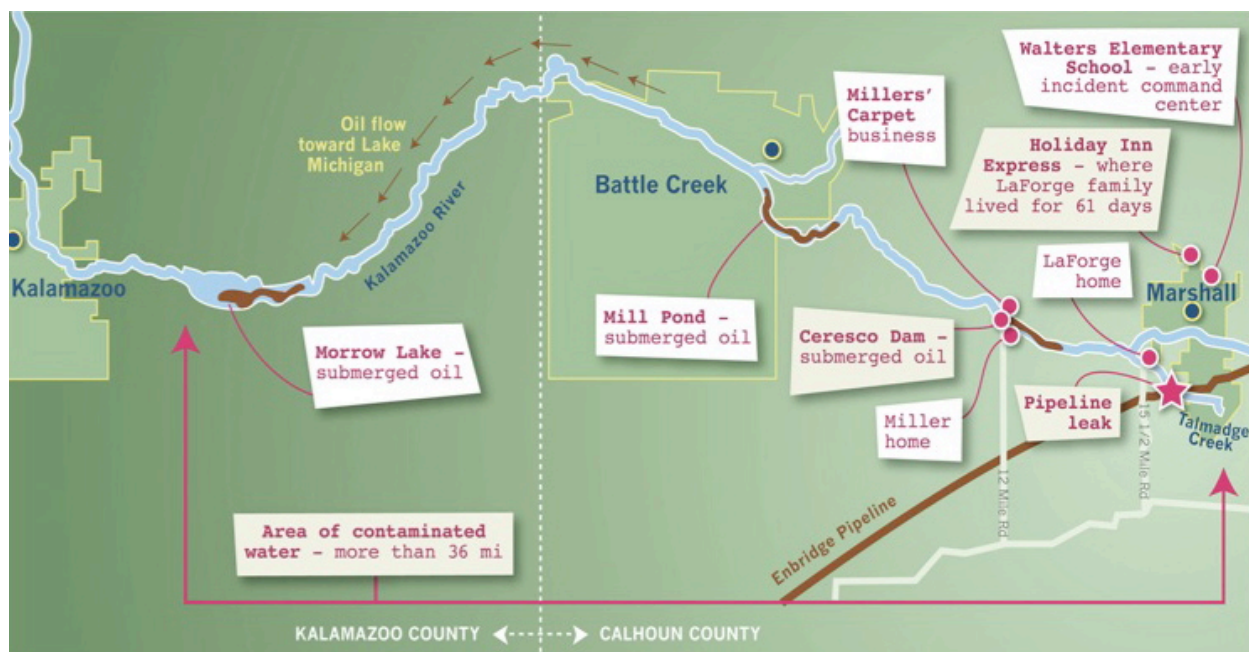 Walters Elementary
School – early
incident command
center
Millers'
Carpet
business
Holiday Inn
Express – where
LaForge family
lived for 61 days
Oil flow
toward Lake
Michigan
Kalamazoo River
Battle Creek
LaForge
home
Kalamazoo
Marshall
Mill Pond –
submerged oil
Ceresco Dam –
submerged oil
Morrow Lake –
submerged oil
Miller
home
Pipeline
leak
Talmadge
Creek
15 1/2 Mile Rd
12 Mile Rd
Enbridge Pipeline
Area of contaminated
water – more than 36 mi
KALAMAZOO COUNTY
CALHOUN COUNTY